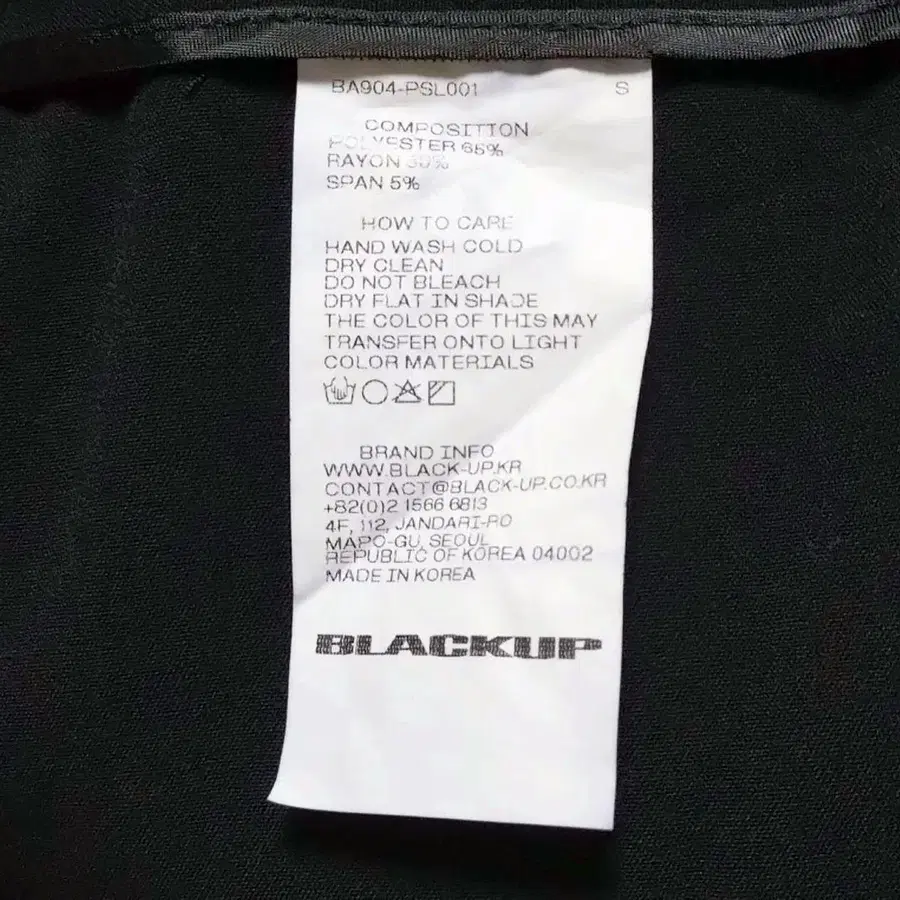 BA904-PSL001 S
COMPOSITION
POLYESTER 65%
RAYON 30%
SPAN 5%
HOW TO CARE
HAND WASH COLD
DRY CLEAN
DO NOT BLEACH
DRY FLAT IN SHADE
THE COLOR OF THIS MAY
TRANSFER ONTO LIGHT
COLOR MATERIALS
BRAND INFO
WWW.BLACK-UP.KR
CONTACT@BLACK-UP.CO.KR
+82(0)2 1566 6813
4F, 112, JANDARI-RO
MAPO-GU, SEOUL
REPUBLIC OF KOREA 04002
MADE IN KOREA
BLACKUP